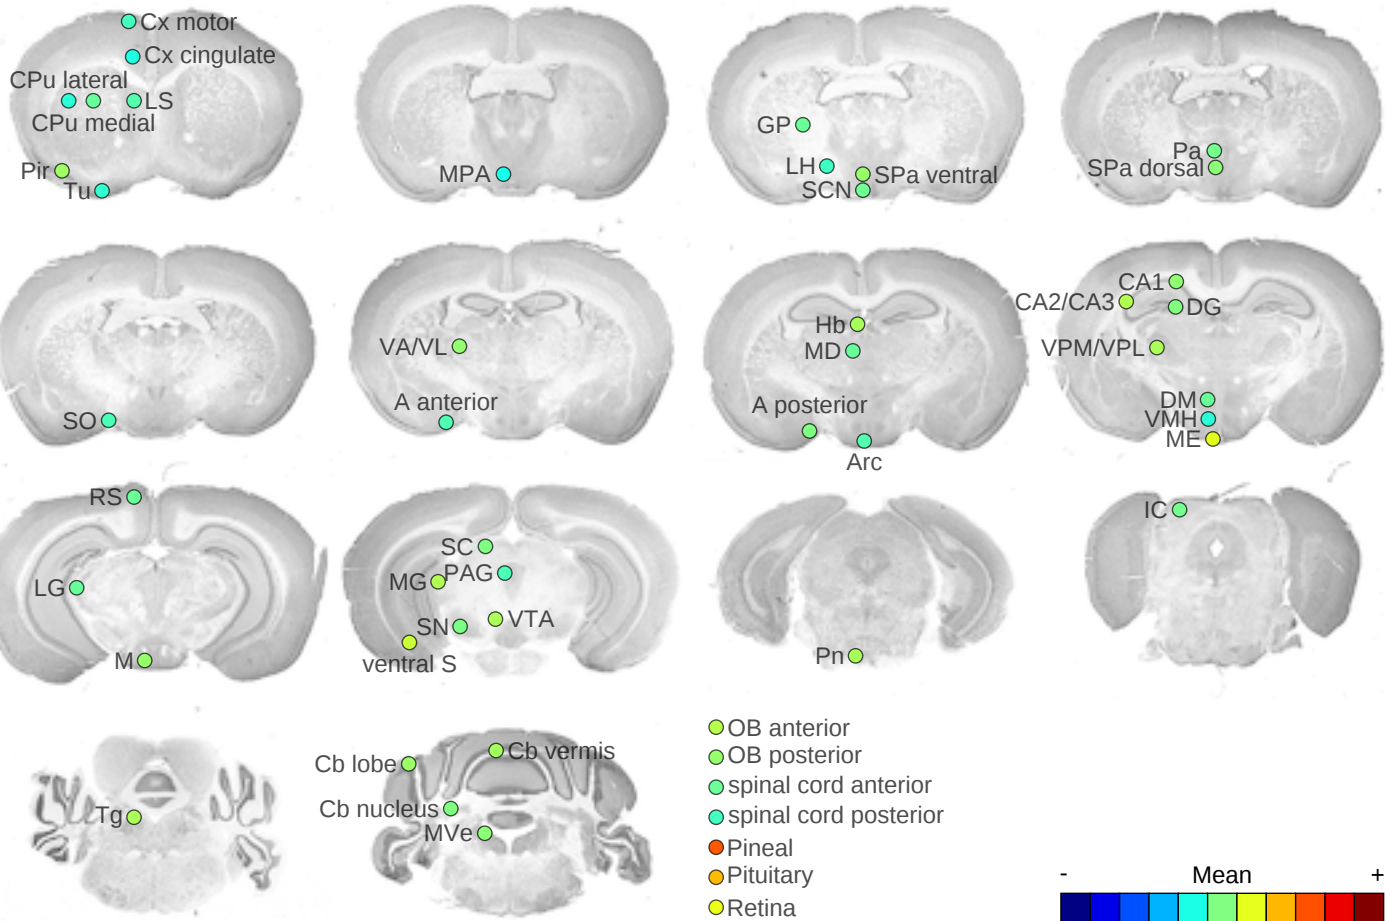 Cx motor
Cx cingulate
CPu lateral
LS
CPu medial
Pir
Tu
MPA
GP
LH
SPa ventral
SCN
Pa
SPa dorsal
SO
VA/VL
A anterior
Hb
MD
A posterior
Arc
CA1
CA2/CA3
DG
VPM/VPL
DM
VMH
ME
RS
LG
M
SC
PAG
MG
VTA
SN
ventral S
Pn
IC
Tg
Cb vermis
Cb lobe
Cb nucleus
MVe
OB anterior
OB posterior
spinal cord anterior
spinal cord posterior
Pineal
Pituitary
Retina
- Mean +